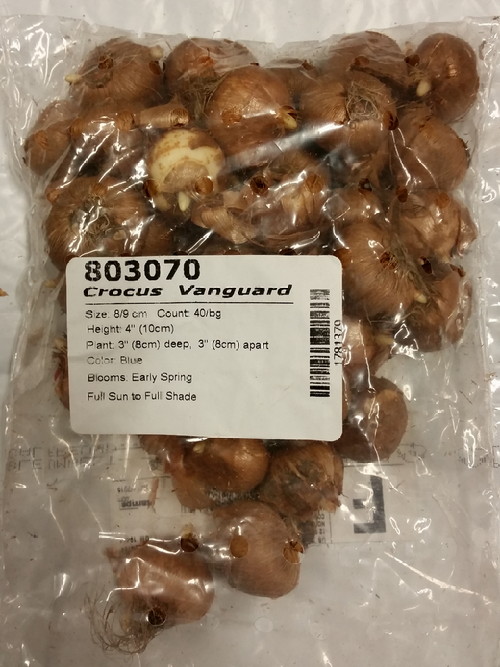 803070
Crocus Vanguard
Size: 8/9 cm Count: 40/bg
Height: 4" (10cm)
Plant: 3" (8cm) deep, 3" (8cm) apart
Color: Blue
Blooms: Early Spring
Full Sun to Full Shade
1781370